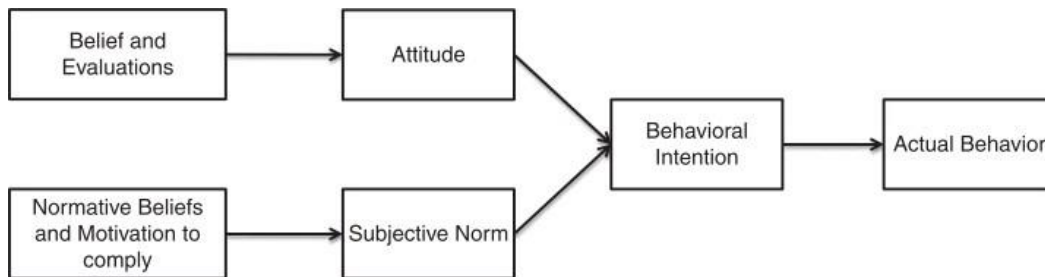 Belief and
Evaluations
Attitude
Behavioral
Intention
Actual Behavior
Normative Beliefs
and Motivation to
comply
Subjective Norm